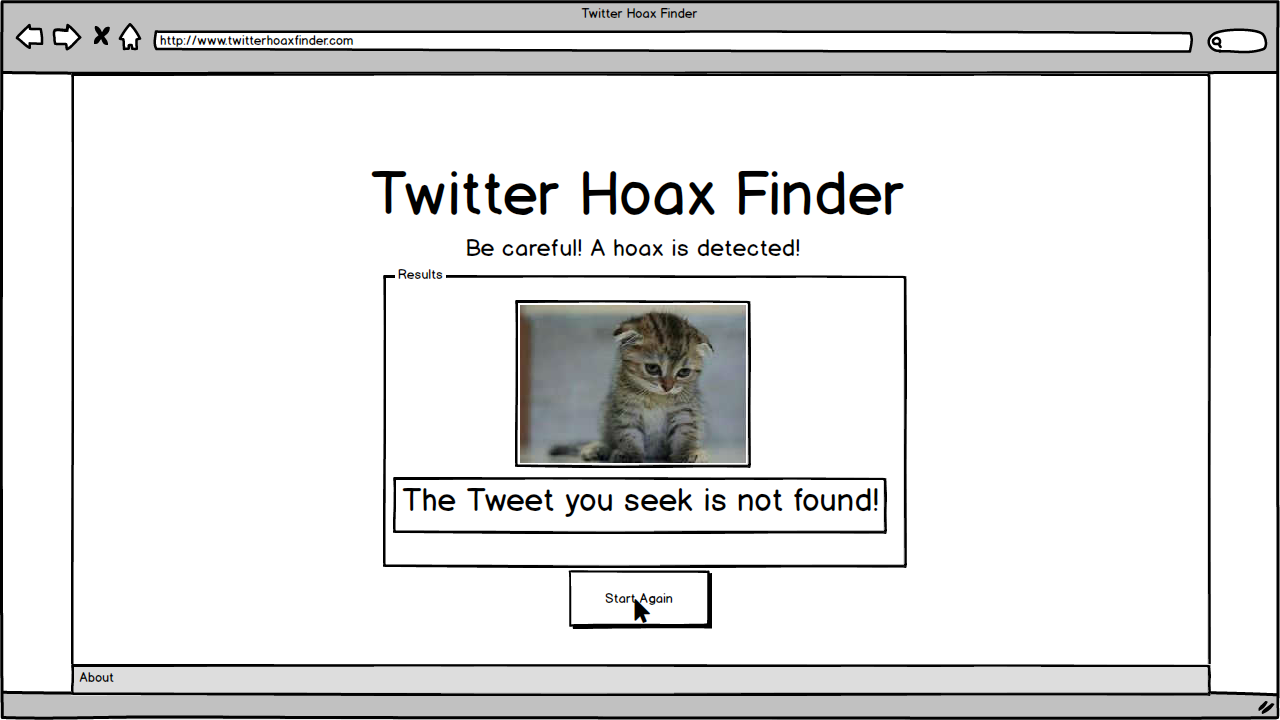 Twitter Hoax Finder
http://www.twitterhoaxfinder.com
Twitter Hoax Finder
Be careful! A hoax is detected!
Results
The Tweet you seek is not found!
Start Again
About